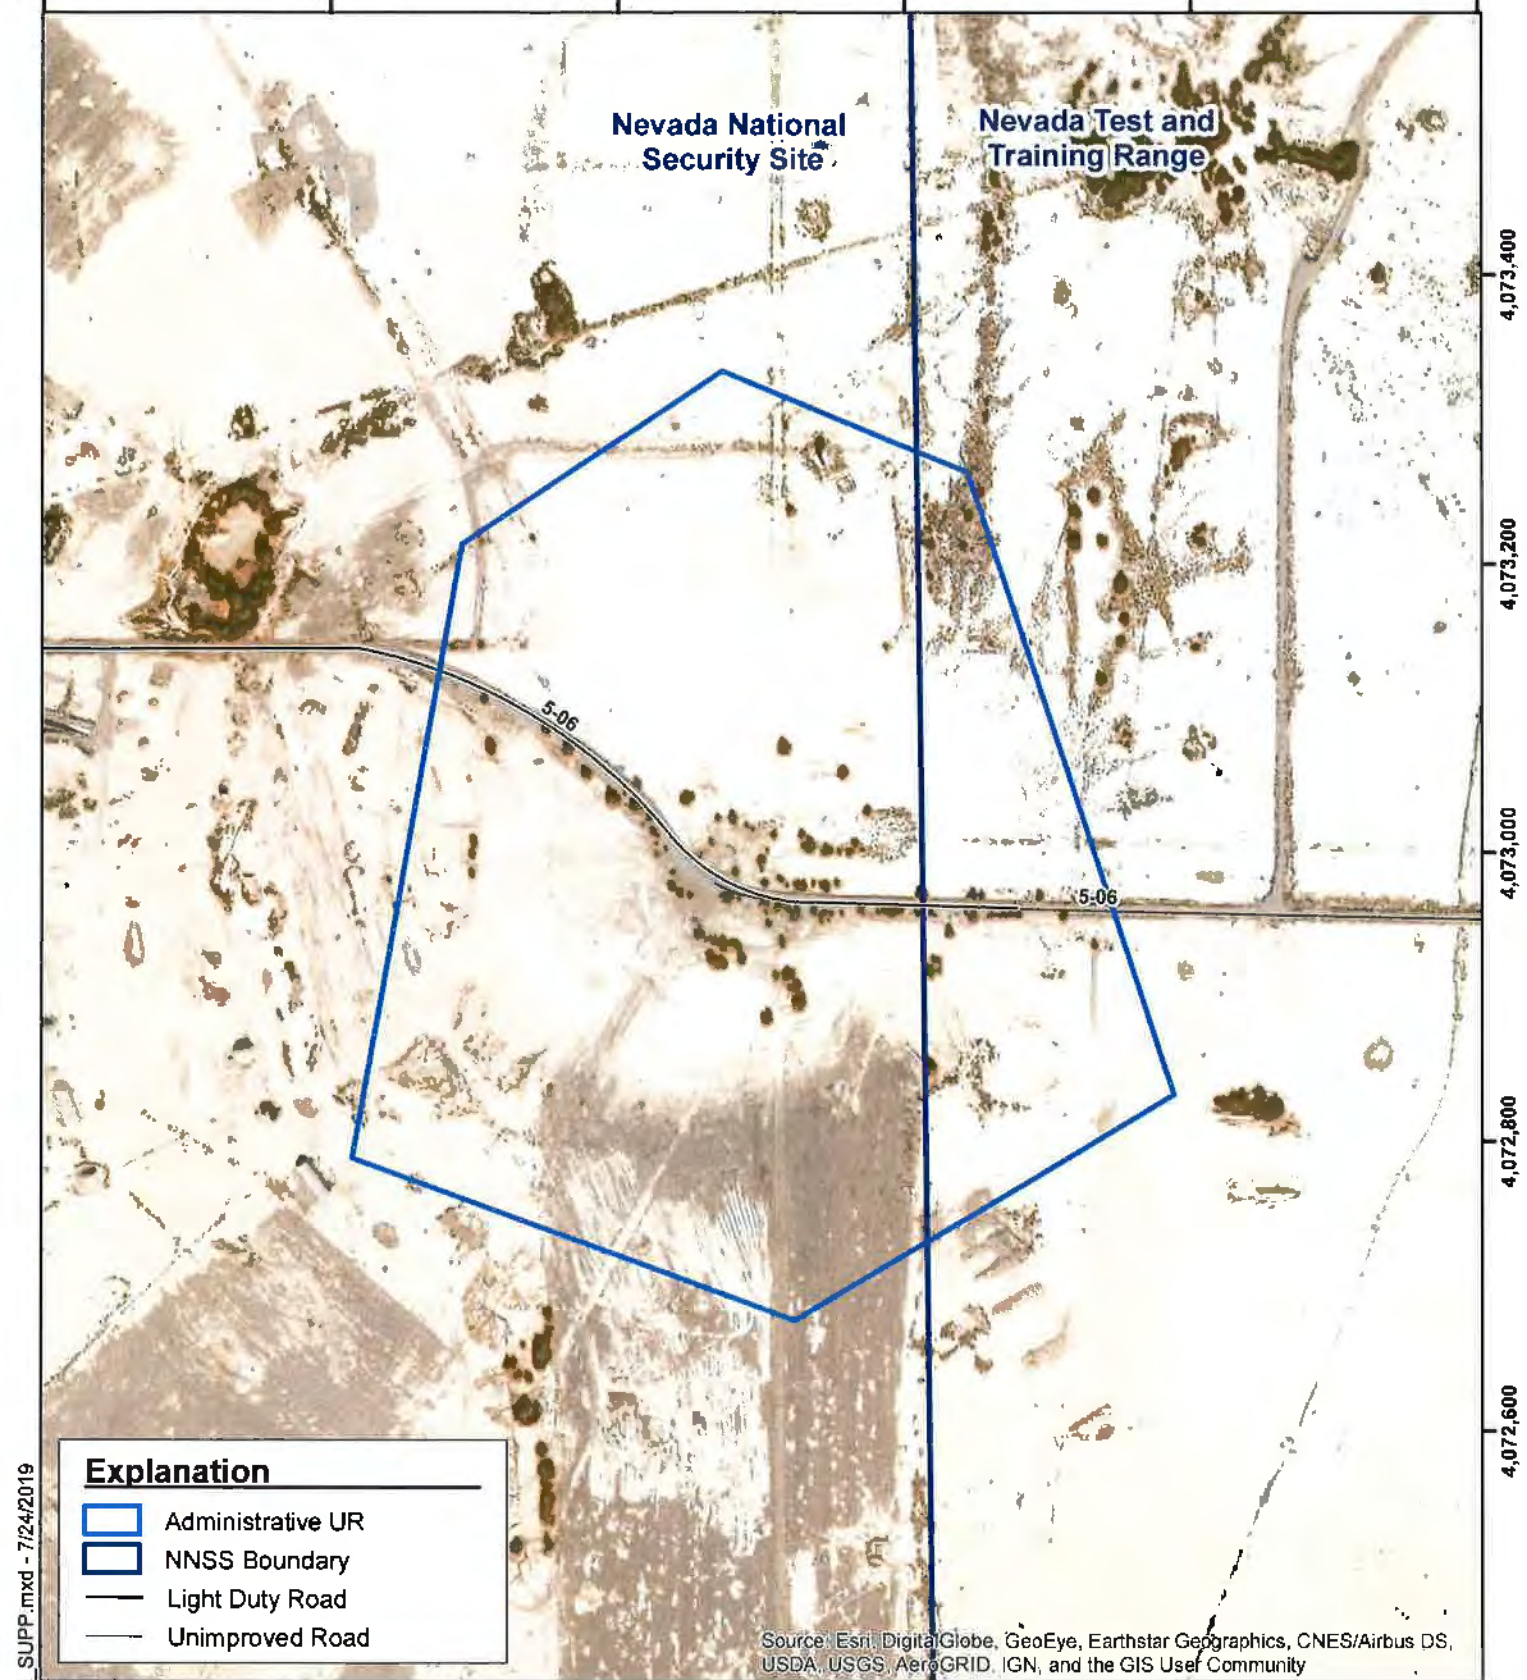 Nevada National
Security Site
Nevada Test and
Training Range
4,073,400
4,073,200
4,073,000
4,072,800
4,072,600
5-06
5-06
Explanation
Administrative UR
NNSS Boundary
Light Duty Road
Unimproved Road
SUPP.mxd - 7/24/2019
Source: Esri, DigitalGlobe, GeoEye, Earthstar Geographics, CNES/Airbus DS,
USDA, USGS, AeroGRID, IGN, and the GIS User Community